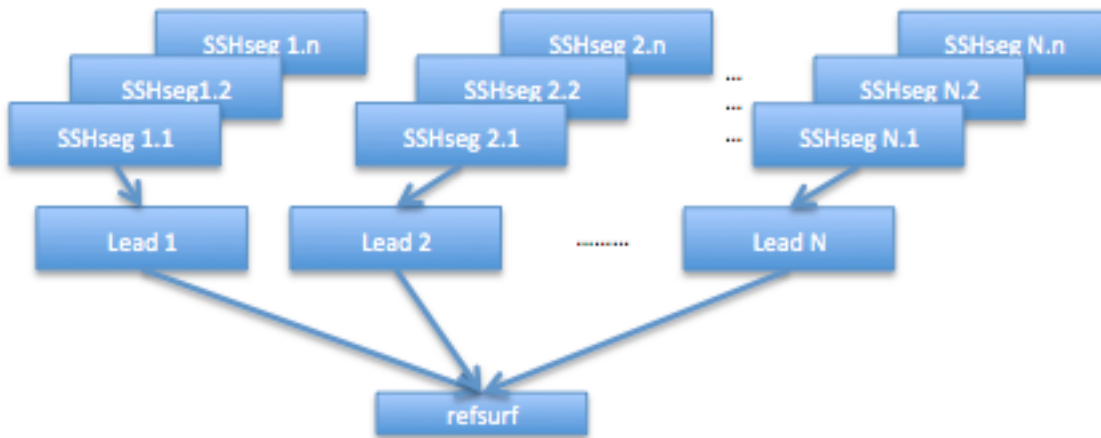 SSHseg 1.n
SSHseg 2.n
SSHseg N.n
SSHseg1.2
SSHseg 2.2
...
SSHseg N.2
...
SSHseg 1.1
SSHseg 2.1
...
SSHseg N.1
Lead 1
Lead 2
.........
Lead N
refsurf